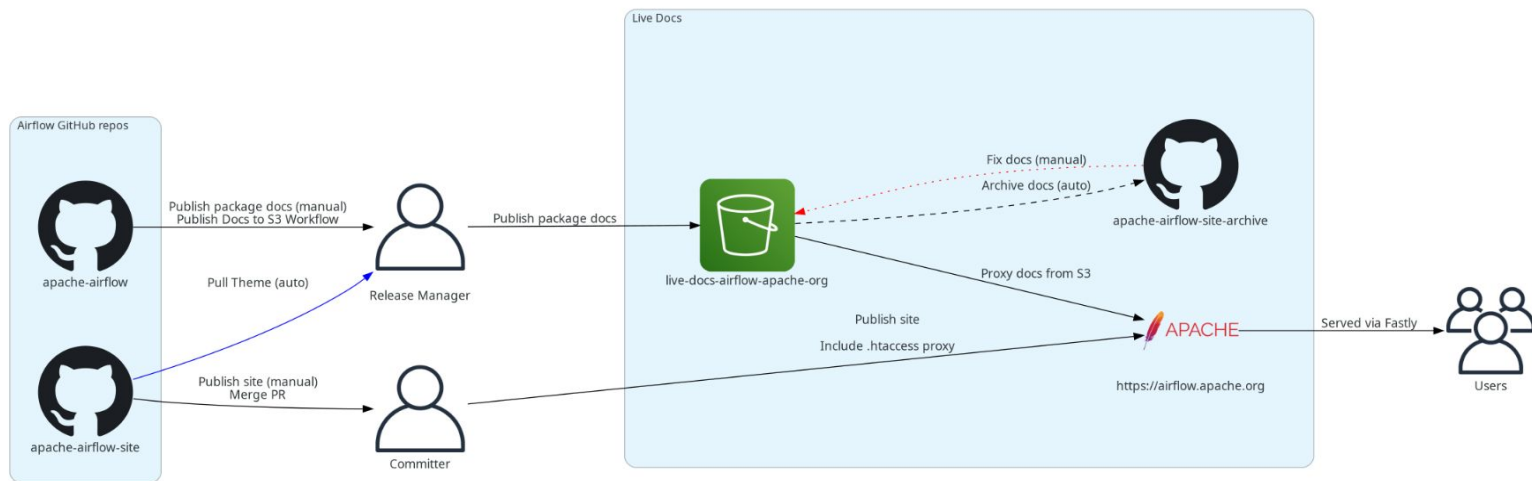 Live Docs
Airflow GitHub repos
Fix docs (manual)
Archive docs (auto)
apache-airflow-site-archive
Publish package docs (manual)
Publish Docs to S3 Workflow
Publish package docs
apache-airflow
Pull Theme (auto)
Release Manager
live-docs-airflow-apache-org
Proxy docs from S3
Publish site
Include .htaccess proxy
APACHE
Served via Fastly
https://airflow.apache.org
Users
Publish site (manual)
Merge PR
apache-airflow-site
Committer